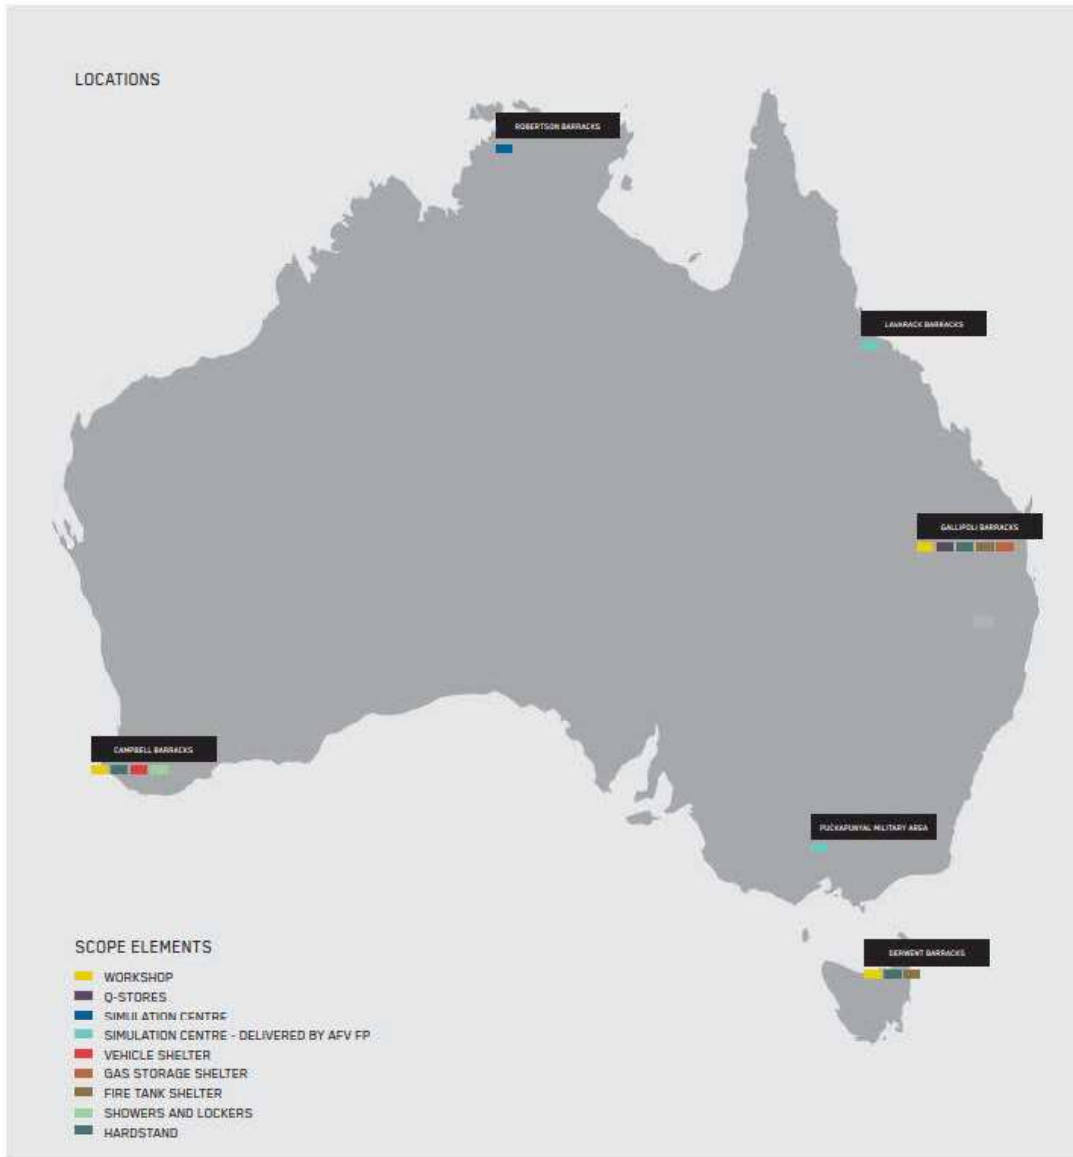 LOCATIONS
ROBERTSON BARRACKS
LAVARACK BARRACKS
GALLIPOLI BARRACKS
CAMPBELL BARRACKS
PUCKAPUNYAL MILITARY AREA
DERWENT BARRACKS
SCOPE ELEMENTS
WORKSHOP
Q-STORES
SIMULATION CENTRE
SIMULATION CENTRE - DELIVERED BY AFV FP
VEHICLE SHELTER
GAS STORAGE SHELTER
FIRE TANK SHELTER
SHOWERS AND LOCKERS
HARDSTAND